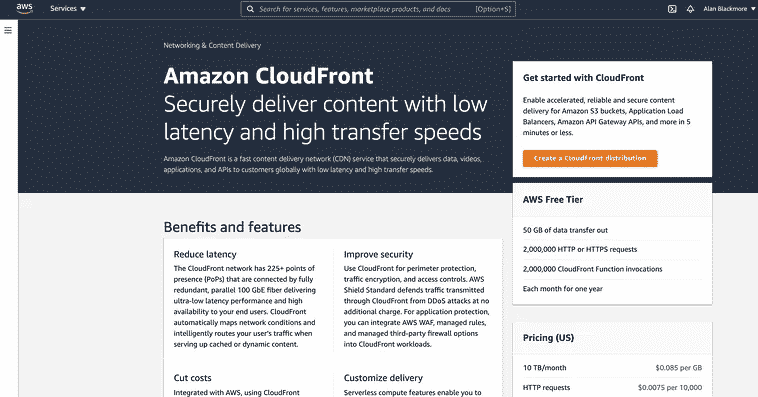 aws
Services
Search for services, features, marketplace products, and docs
[Option+S]
Alan Blackmore
Networking & Content Delivery
Amazon CloudFront
Securely deliver content with low
latency and high transfer speeds
Amazon CloudFront is a fast content delivery network (CDN) service that securely delivers data, videos,
applications, and APIs to customers globally with low latency and high transfer speeds.
Get started with CloudFront
Enable accelerated, reliable and secure content
delivery for Amazon S3 buckets, Application Load
Balancers, Amazon API Gateway APIs, and more in 5
minutes or less.
Create a CloudFront distribution
AWS Free Tier
50 GB of data transfer out
2,000,000 HTTP or HTTPS requests
2,000,000 CloudFront Function invocations
Each month for one year
Benefits and features
Reduce latency
The CloudFront network has 225+ points of
presence (PoPs) that are connected by fully
redundant, parallel 100 GbE fiber delivering
ultra-low latency performance and high
availability to your end users. CloudFront
automatically maps network conditions and
intelligently routes your user's traffic when
serving up cached or dynamic content.
Improve security
Use CloudFront for perimeter protection,
traffic encryption, and access controls. AWS
Shield Standard defends traffic transmitted
through CloudFront from DDoS attacks at no
additional charge. For application protection,
you can integrate AWS WAF, managed rules,
and managed third-party firewall options
into CloudFront workloads.
Cut costs
Integrated with AWS, using CloudFront
Customize delivery
Serverless compute features enable you to
Pricing (US)
10 TB/month
$0.085 per GB
HTTP requests
$0.0075 per 10,000